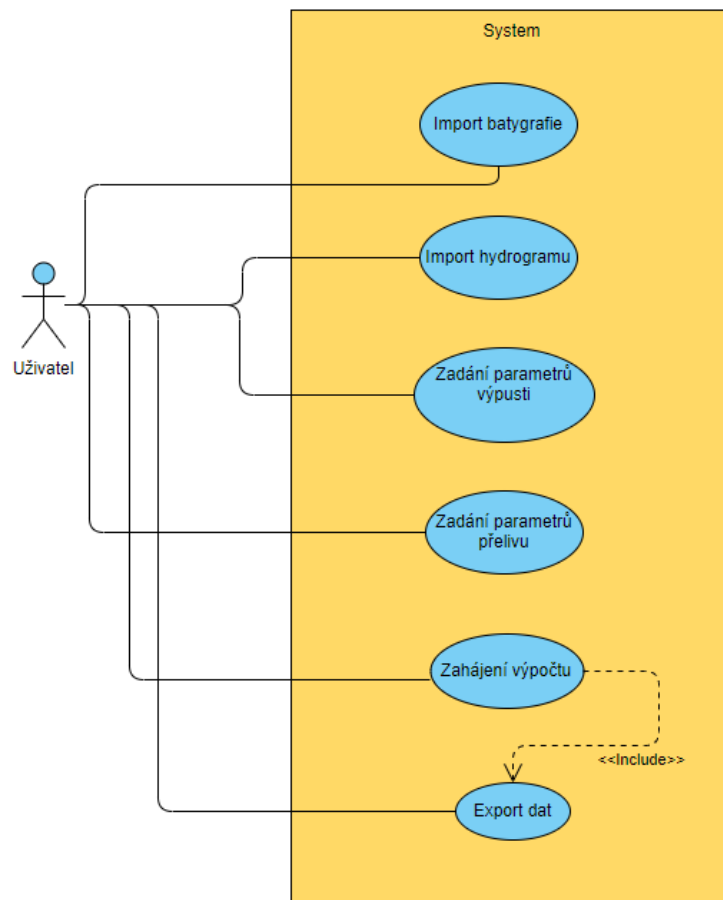 System
Import batygrafie
Import hydrogramu
Uživatel
Zadání parametrů
výpusti
Zadání parametrů
přelivu
Zahájení výpočtu
<<Include>>
Export dat